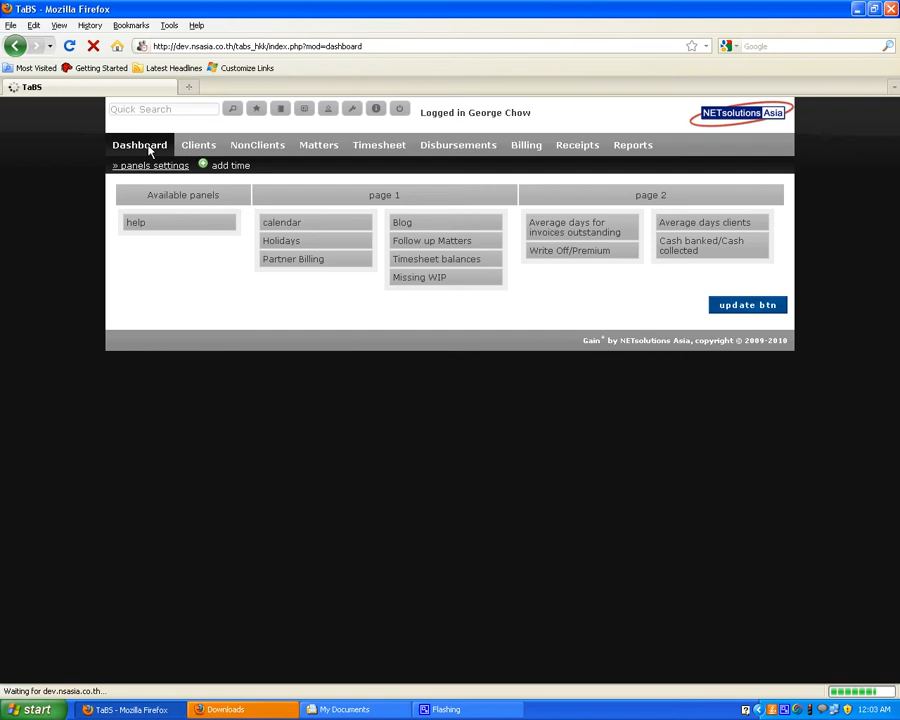 TaBS - Mozilla Firefox
File Edit View History Bookmarks Tools Help
http://dev.nsasia.co.th/tabs_hkk/index.php?mod=dashboard
Google
Most Visited Getting Started Latest Headlines Customize Links
TaBS
Quick Search
Logged in George Chow
NETsolutions Asia
Dashboard Clients NonClients Matters Timesheet Disbursements Billing Receipts Reports
» panels settings add time
Available panels page 1 page 2
help calendar Blog Average days for invoices outstanding Average days clients
Holidays Follow up Matters Write Off/Premium Cash banked/Cash collected
Partner Billing Timesheet balances
Missing WIP
update btn
Gain+ by NETsolutions Asia, copyright © 2009-2010
Waiting for dev.nsasia.co.th...
start TaBS - Mozilla Firefox Downloads My Documents Flashing 12:03 AM